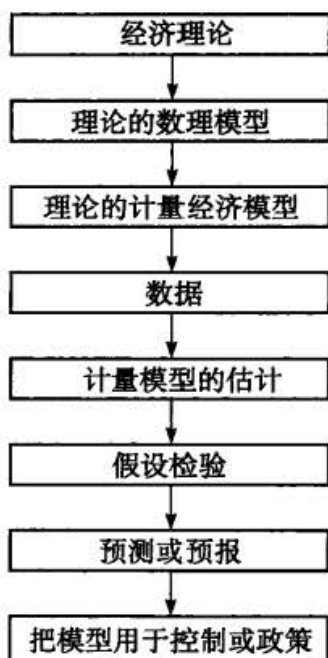 经济理论
理论的数理模型
理论的计量经济模型
数据
计量模型的估计
假设检验
预测或预报
把模型用于控制或政策